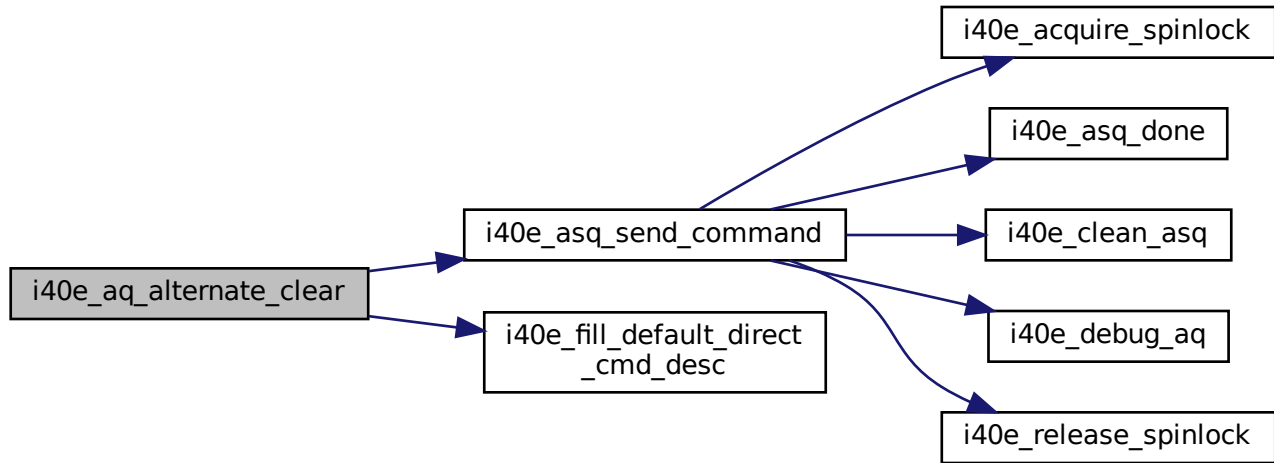 i40e_acquire_spinlock
i40e_asq_done
i40e_asq_send_command
i40e_clean_asq
i40e_aq_alternate_clear
i40e_fill_default_direct
_cmd_desc
i40e_debug_aq
i40e_release_spinlock